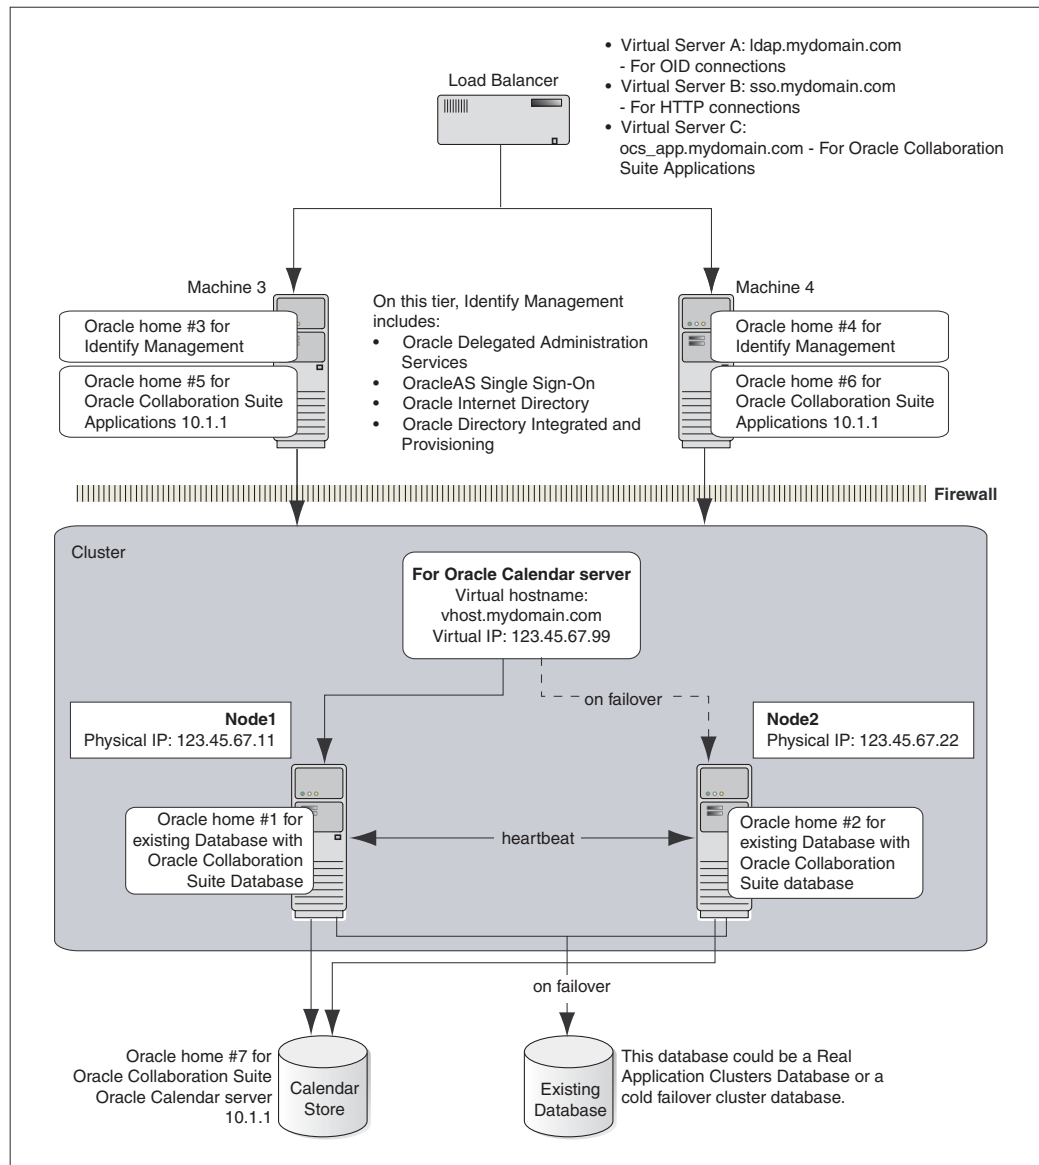 • Virtual Server A: ldap.mydomain.com
- For OID connections
• Virtual Server B: sso.mydomain.com
- For HTTP connections
• Virtual Server C:
ocs_app.mydomain.com - For Oracle Collaboration
Suite Applications
Load Balancer
Machine 3
Oracle home #3 for
Identify Management
Oracle home #5 for
Oracle Collaboration Suite
Applications 10.1.1
On this tier, Identify Management
includes:
• Oracle Delegated Administration
Services
• OracleAS Single Sign-On
• Oracle Internet Directory
• Oracle Directory Integrated and
Provisioning
Machine 4
Oracle home #4 for
Identify Management
Oracle home #6 for
Oracle Collaboration Suite
Applications 10.1.1
Firewall
Cluster
For Oracle Calendar server
Virtual hostname:
vhost.mydomain.com
Virtual IP: 123.45.67.99
on failover
Node1
Physical IP: 123.45.67.11
Node2
Physical IP: 123.45.67.22
Oracle home #1 for
existing Database with
Oracle Collaboration
Suite Database
heartbeat
Oracle home #2 for
existing Database with
Oracle Collaboration
Suite database
on failover
Oracle home #7 for
Oracle Collaboration Suite
Oracle Calendar server
10.1.1
Calendar
Store
Existing
Database
This database could be a Real
Application Clusters Database or a
cold failover cluster database.